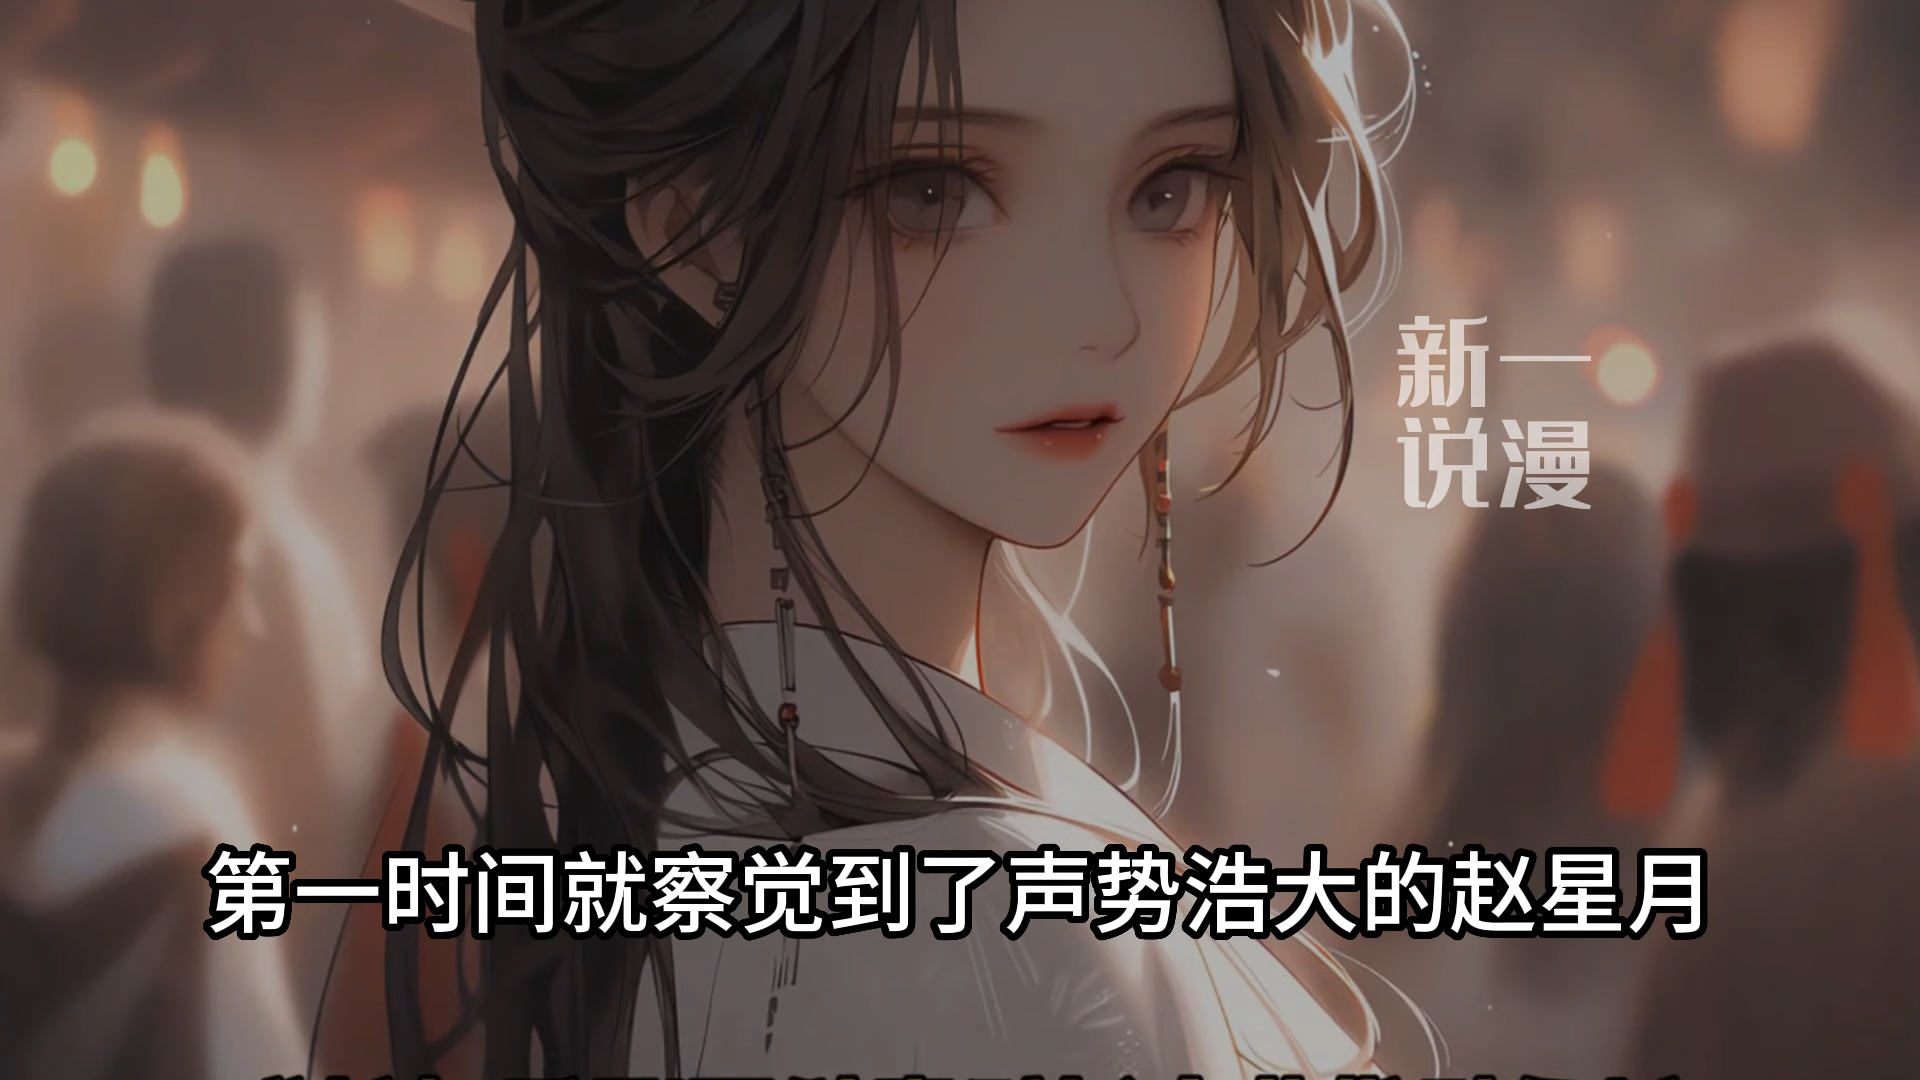 新一
说漫
第一时间就察觉到了声势浩大的赵星月